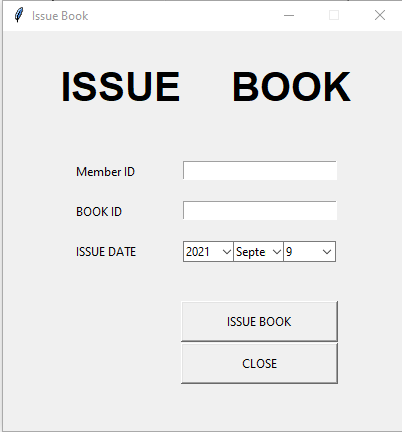 Issue Book
ISSUE BOOK
Member ID
BOOK ID
ISSUE DATE 2021 Septe 9
ISSUE BOOK
CLOSE